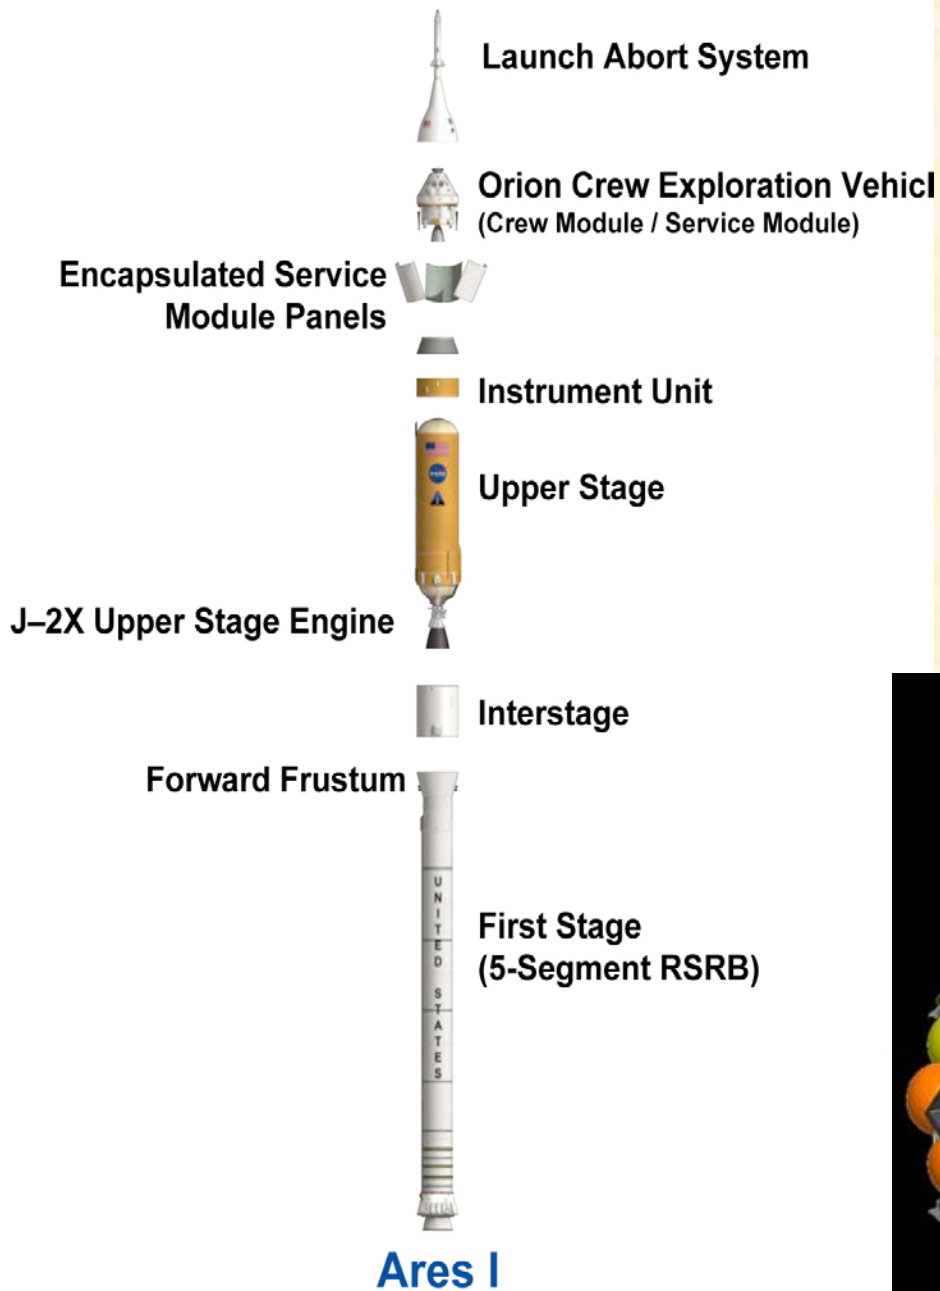 Launch Abort System
Orion Crew Exploration Vehicl
(Crew Module / Service Module)
Encapsulated Service
Module Panels
Instrument Unit
Upper Stage
J–2X Upper Stage Engine
Interstage
Forward Frustum
UNITED STATES
First Stage
(5-Segment RSRB)
Ares I